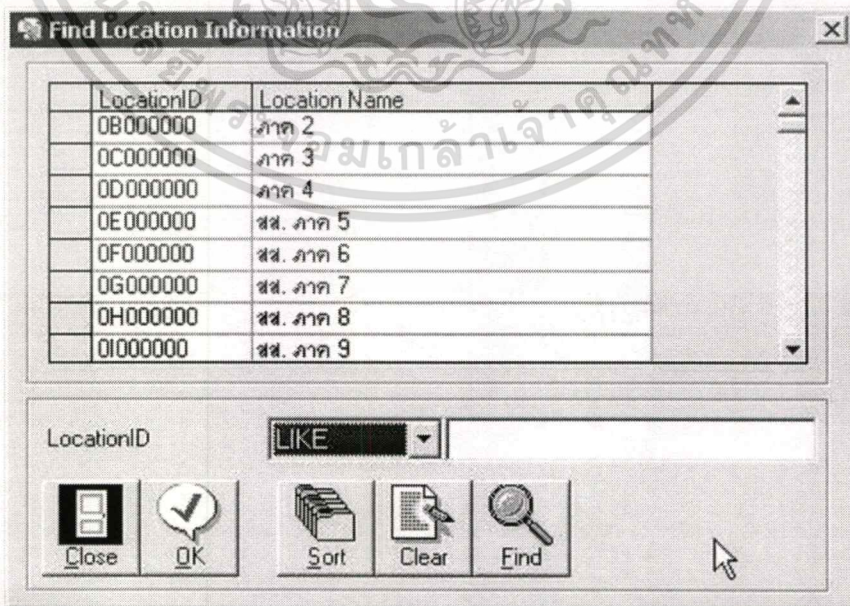 Find Location Information
LocationID Location Name
0B000000 ภาค 2
0C000000 ภาค 3
0D000000 ภาค 4
0E000000 สส. ภาค 5
0F000000 สส. ภาค 6
0G000000 สส. ภาค 7
0H000000 สส. ภาค 8
0I000000 สส. ภาค 9
LocationID LIKE
Close OK Sort Clear Find